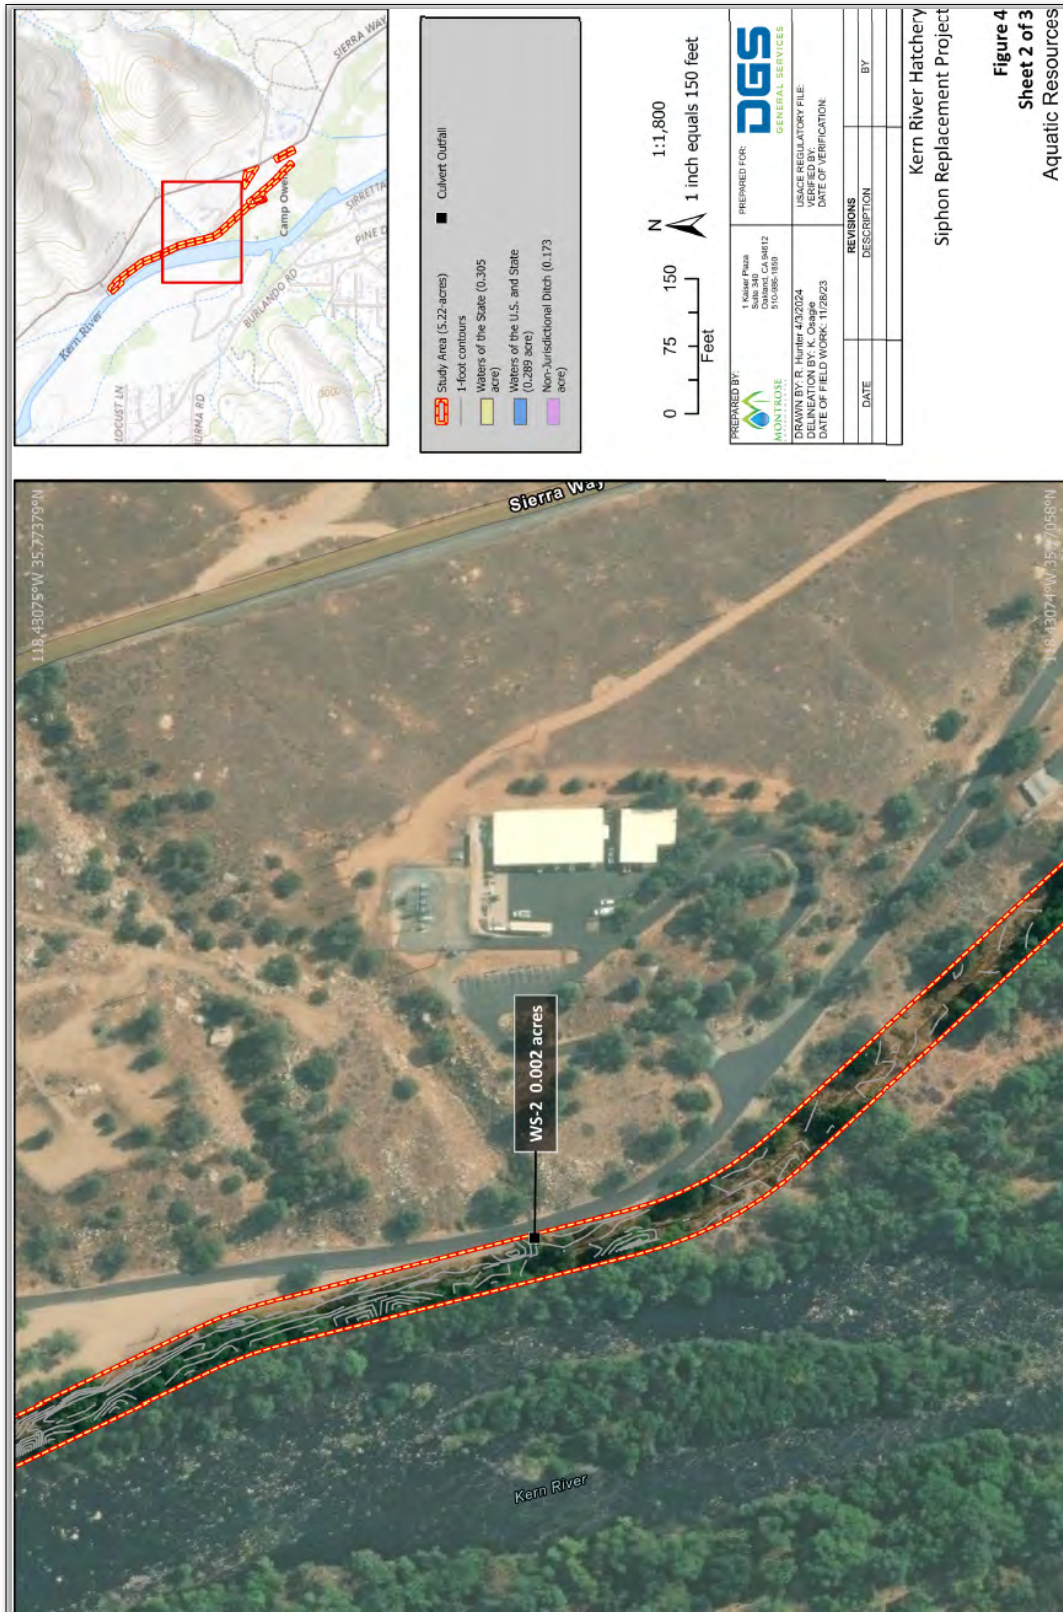 SIERRA WAY
Kern River
Camp Owen
SIRRETTA
PINE
BURLANDO RD
BURMA RD
LOCUST LN
3000
Study Area (5.22-acres)
1-foot contours
Waters of the State (0.305
acre)
Waters of the U.S. and State
(0.289 acre)
Non-Jurisdictional Ditch (0.173
acre)
Culvert Outfall
0 75 150
Feet
N
1:1,800
1 inch equals 150 feet
PREPARED BY:
MONTROSE
1 Kaiser Plaza
Suite 340
Oakland, CA 94612
510-986-1850
PREPARED FOR:
DGS
GENERAL SERVICES
DRAWN BY: R. Hunter 4/3/2024
DELINEATION BY: K. Osagie
DATE OF FIELD WORK: 11/28/23
USACE REGULATORY FILE:
VERIFIED BY:
DATE OF VERIFICATION:
REVISIONS
DATE DESCRIPTION BY
Kern River Hatchery
Siphon Replacement Project
Figure 4
Sheet 2 of 3
Aquatic Resources
118.43075°W 35.77379°N
Sierra Way
WS-2 0.002 acres
Kern River